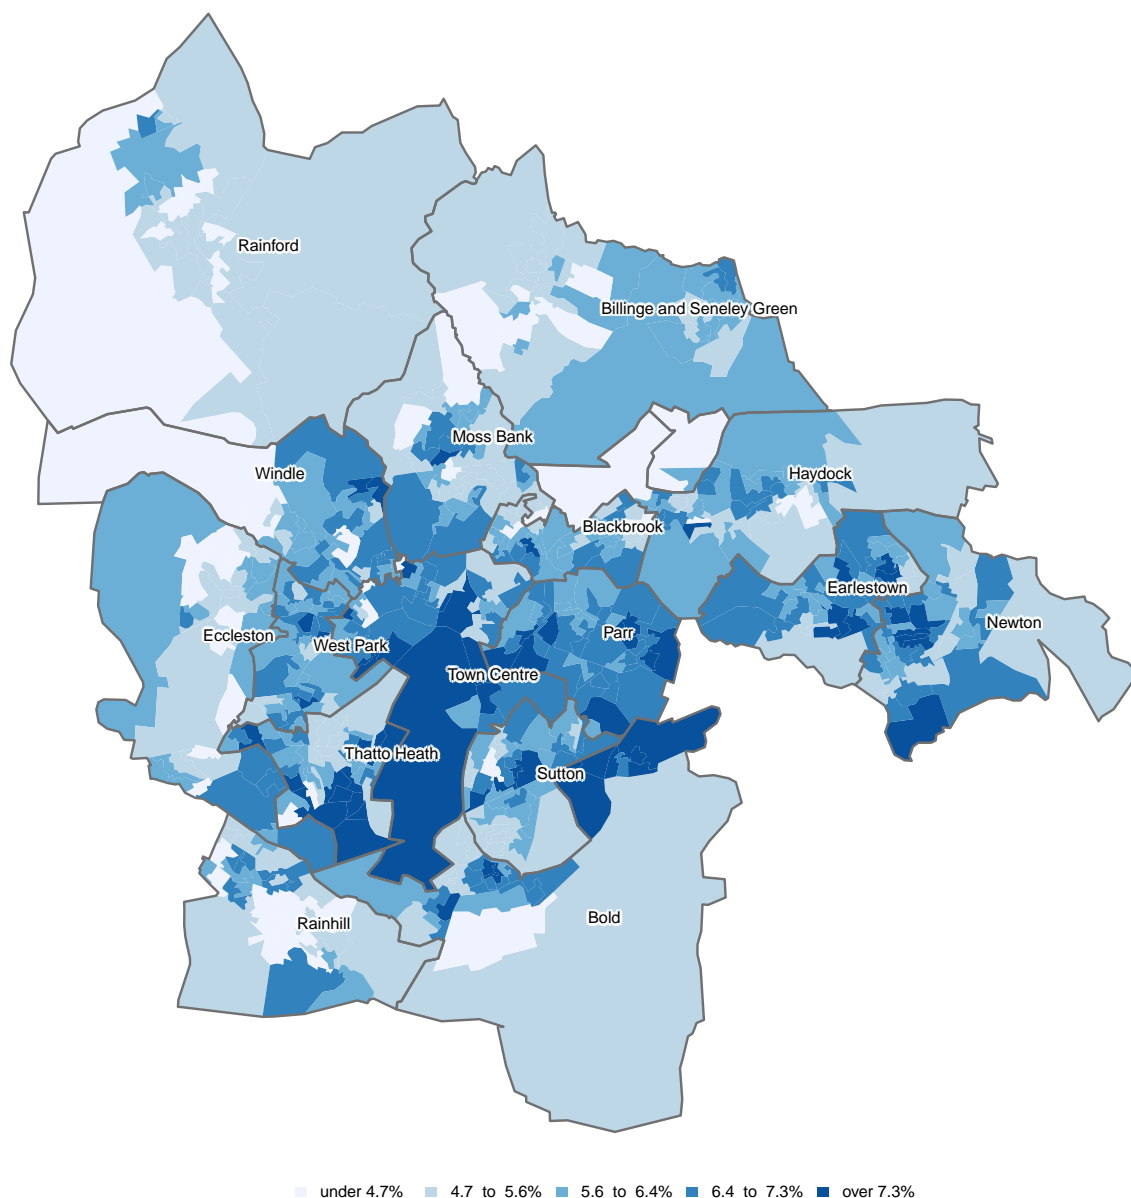 Rainford
Billinge and Seneley Green
Moss Bank
Windle
Haydock
Blackbrook
Earlestown
Newton
Eccleston
West Park
Parr
Town Centre
Thatto Heath
Sutton
Rainhill
Bold
under 4.7% 4.7 to 5.6% 5.6 to 6.4% 6.4 to 7.3% over 7.3%